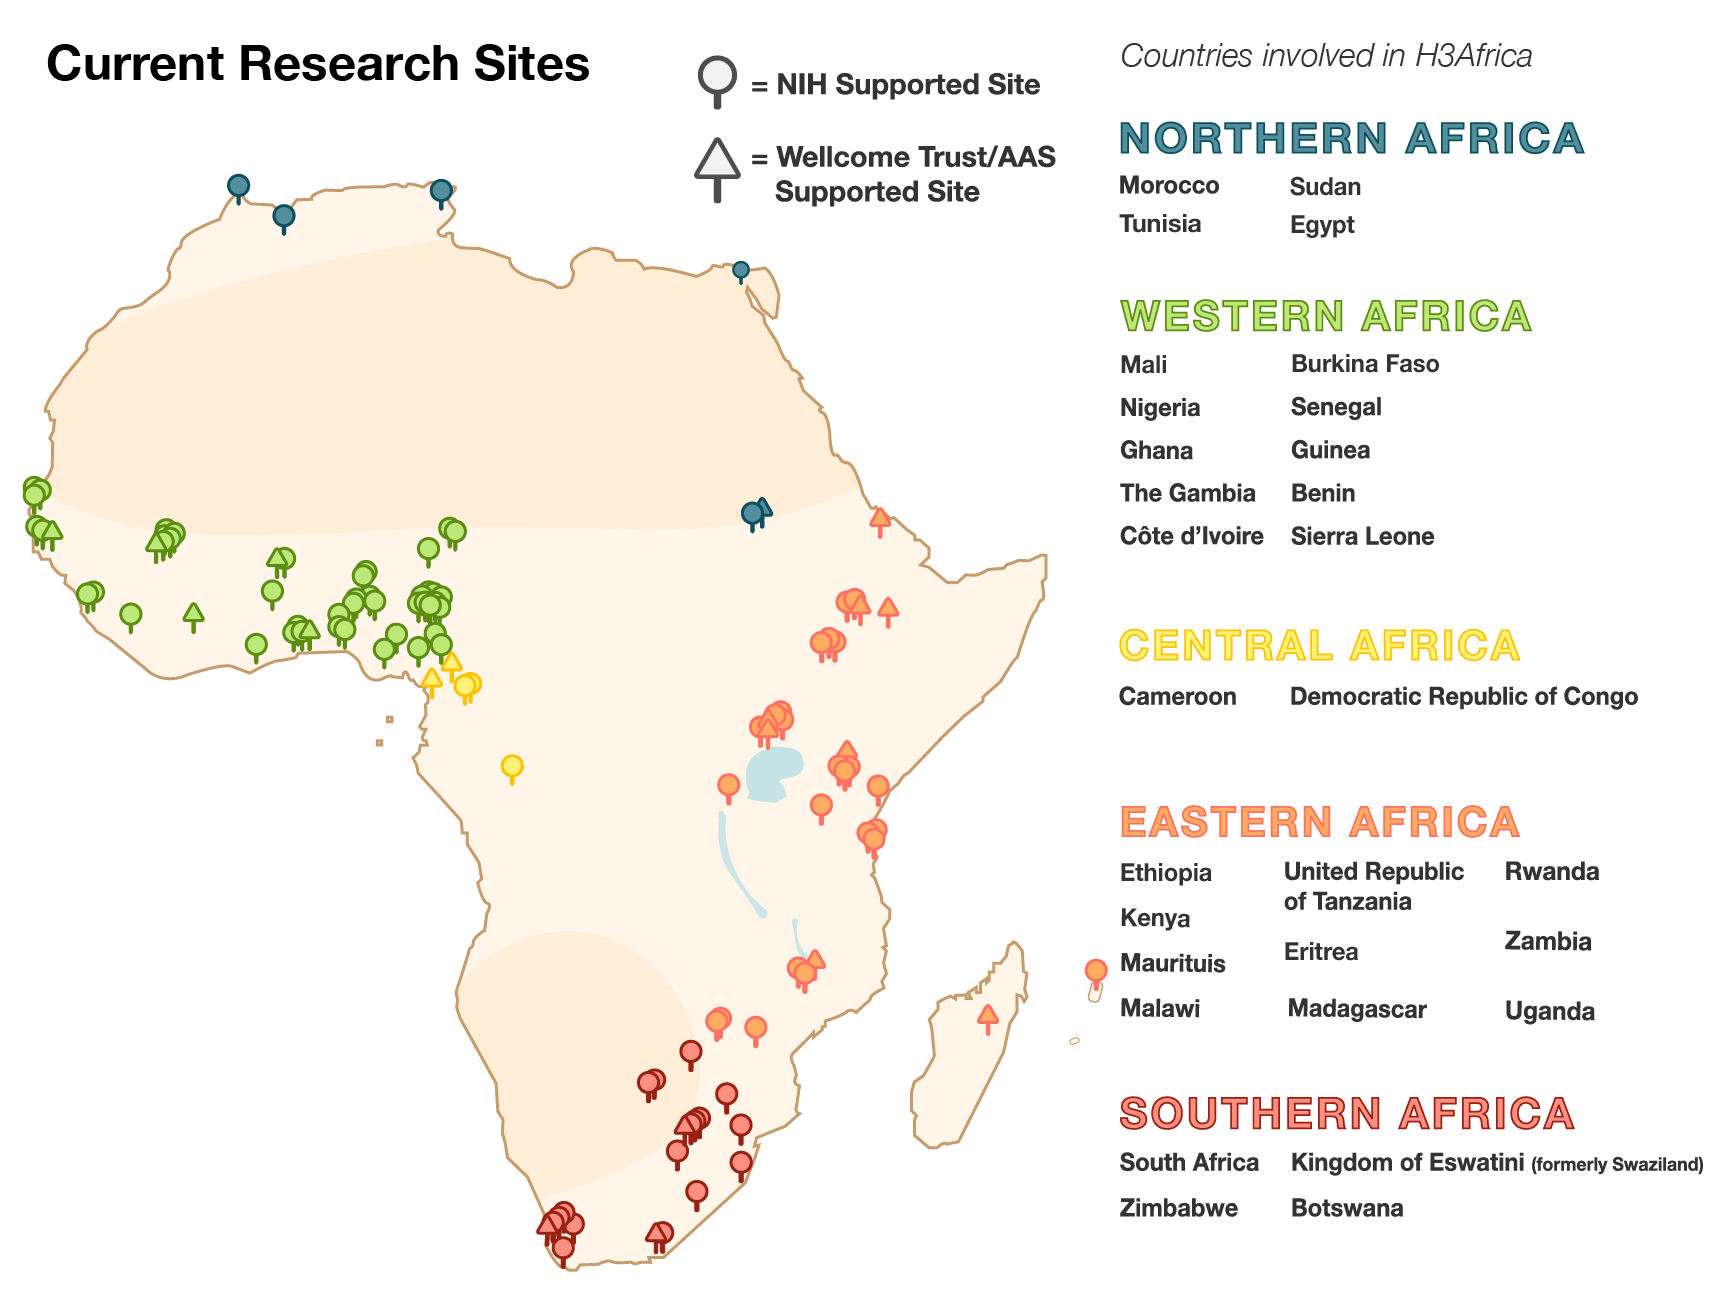 Current Research Sites
= NIH Supported Site
= Wellcome Trust/AAS
Supported Site
Countries involved in H3Africa
NORTHERN AFRICA
Morocco Sudan
Tunisia Egypt
WESTERN AFRICA
Mali Burkina Faso
Nigeria Senegal
Ghana Guinea
The Gambia Benin
Côte d’Ivoire Sierra Leone
CENTRAL AFRICA
Cameroon Democratic Republic of Congo
EASTERN AFRICA
Ethiopia United Republic Rwanda
of Tanzania
Kenya
Eritrea Zambia
Maurituis
Malawi Madagascar Uganda
SOUTHERN AFRICA
South Africa Kingdom of Eswatini (formerly Swaziland)
Zimbabwe Botswana